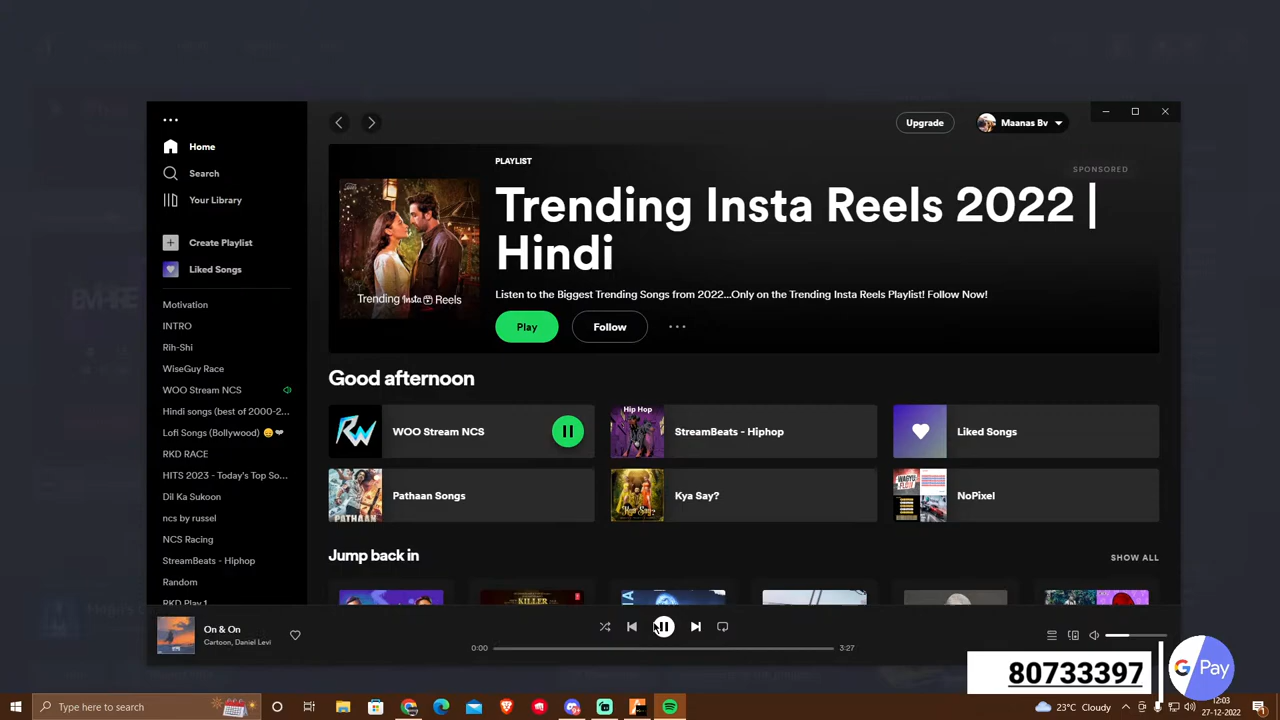 Upgrade
Maanas Bv
Home
Search
Your Library
Create Playlist
Liked Songs
Motivation
INTRO
Rih-Shi
WiseGuy Race
WOO Stream NCS
Hindi songs (best of 2000-2...
Lofi Songs (Bollywood) 😞❤
RKD RACE
HITS 2023 - Today's Top So...
Dil Ka Sukoon
ncs by russel
NCS Racing
StreamBeats - Hiphop
Random
RKD Play 1
PLAYLIST
SPONSORED
Trending Insta Reels 2022 |
Hindi
Trending Insta Reels
Listen to the Biggest Trending Songs from 2022...Only on the Trending Insta Reels Playlist! Follow Now!
Play
Follow
Good afternoon
WOO Stream NCS
Hip Hop
StreamBeats - Hiphop
Liked Songs
PATHAAN
Pathaan Songs
Kya Say?
Kya Say?
NoPixel
Jump back in
SHOW ALL
KILLER
On & On
Cartoon, Daniel Levi
0:00
3:27
80733397
G Pay
Type here to search
23°C Cloudy
12:03
27-12-2022